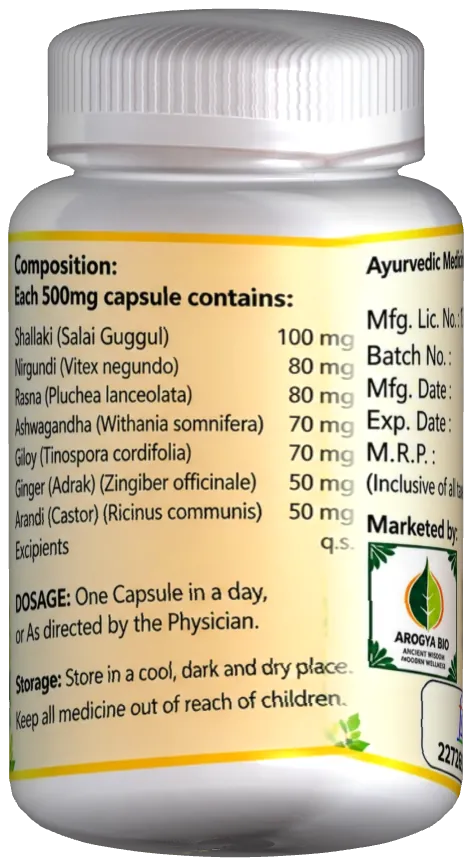 Composition:
Each 500mg capsule contains:
Shallaki (Salai Guggul) 100 mg
Nirgundi (Vitex negundo) 80 mg
Rasna (Pluchea lanceolata) 80 mg
Ashwagandha (Withania somnifera) 70 mg
Giloy (Tinospora cordifolia) 70 mg
Ginger (Adrak) (Zingiber officinale) 50 mg
Arandi (Castor) (Ricinus communis) 50 mg
Excipients q.s.
DOSAGE: One Capsule in a day,
or As directed by the Physician.
Storage: Store in a cool, dark and dry place.
Keep all medicine out of reach of children.
Ayurvedic
Mfg. Lic. No.:
Batch No.:
Mfg. Date:
Exp. Date:
M.R.P.:
(Inclusive of all
Marketed by:
AROGYA BIO
ANCIENT WISDOM
MODERN WELLNESS